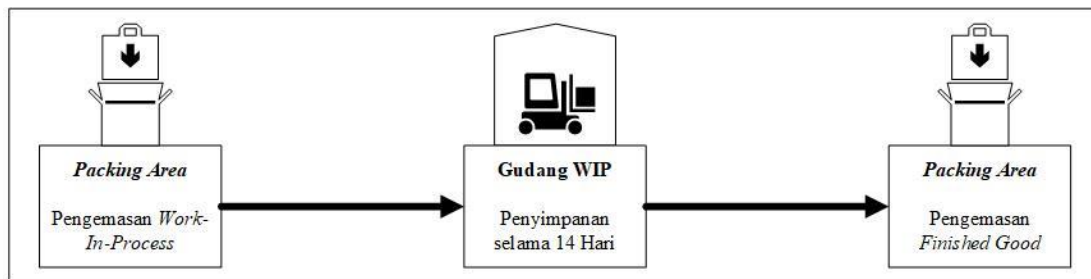 Packing Area
Pengemasan Work-
In-Process
Gudang WIP
Penyimpanan
selama 14 Hari
Packing Area
Pengemasan
Finished Good